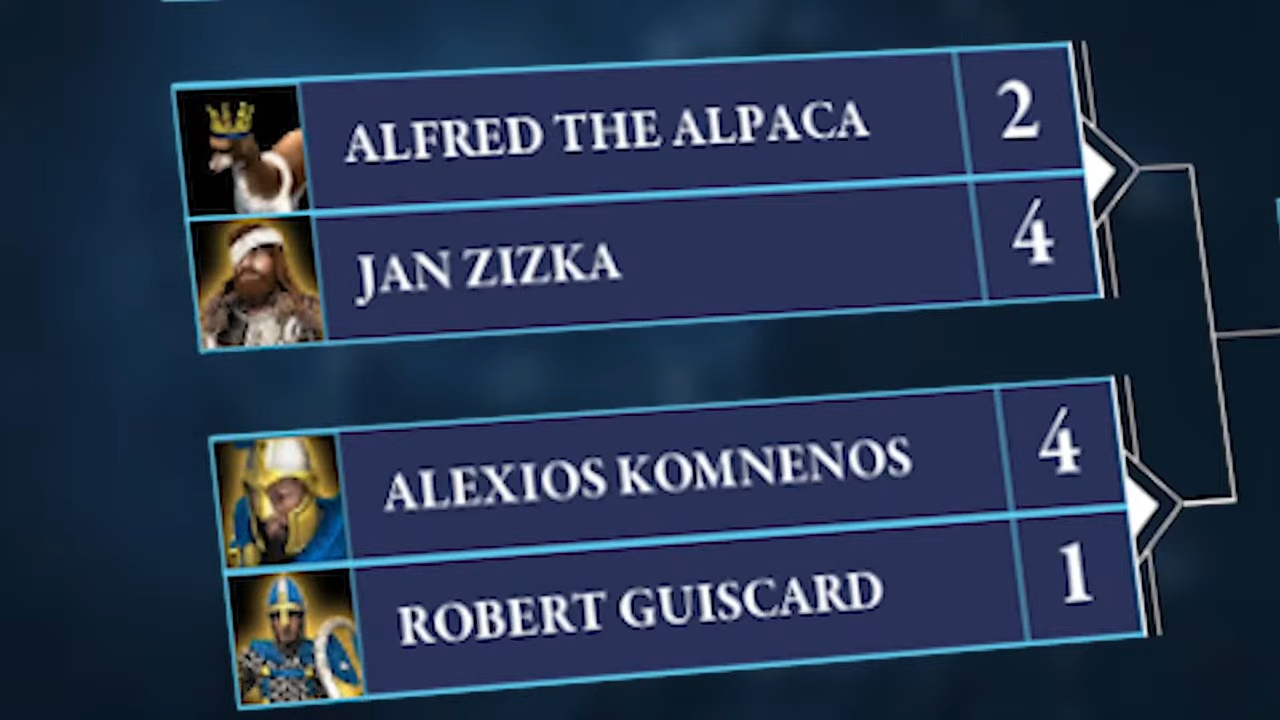 ALFRED THE ALPACA 2
JAN ZIZKA 4
ALEXIOS KOMNENOS 4
ROBERT GUISCARD 1